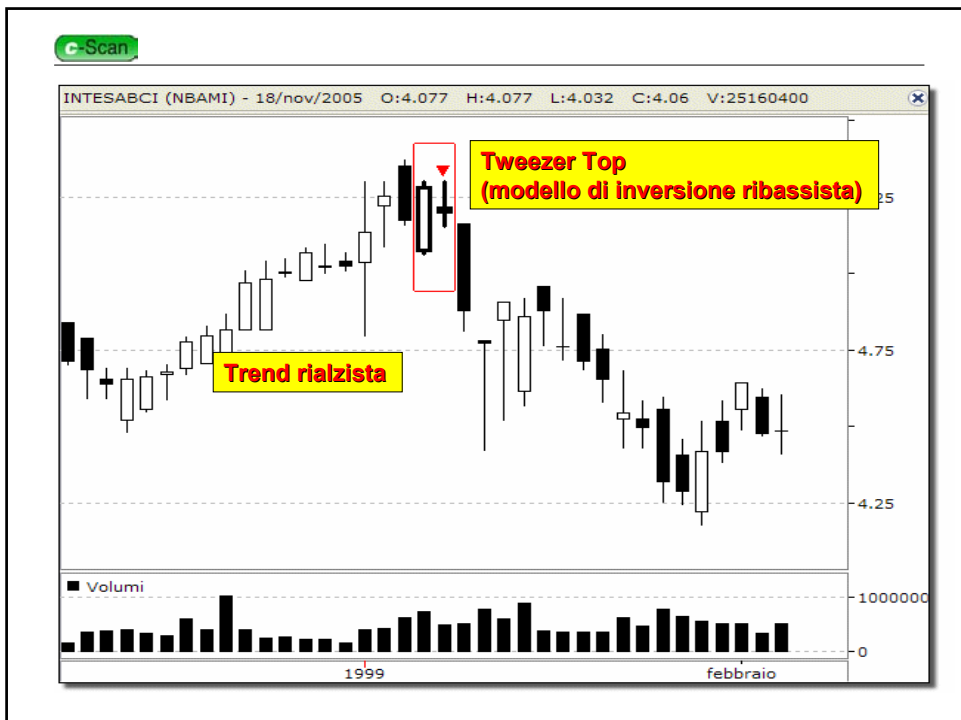 c-Scan
INTESABCI (NBAMI) - 18/nov/2005 O:4.077 H:4.077 L:4.032 C:4.06 V:25160400
Tweezer Top
(modello di inversione ribassista)
25
Trend rialzista
4.75
4.25
Volumi
1000000
0
1999
febbraio